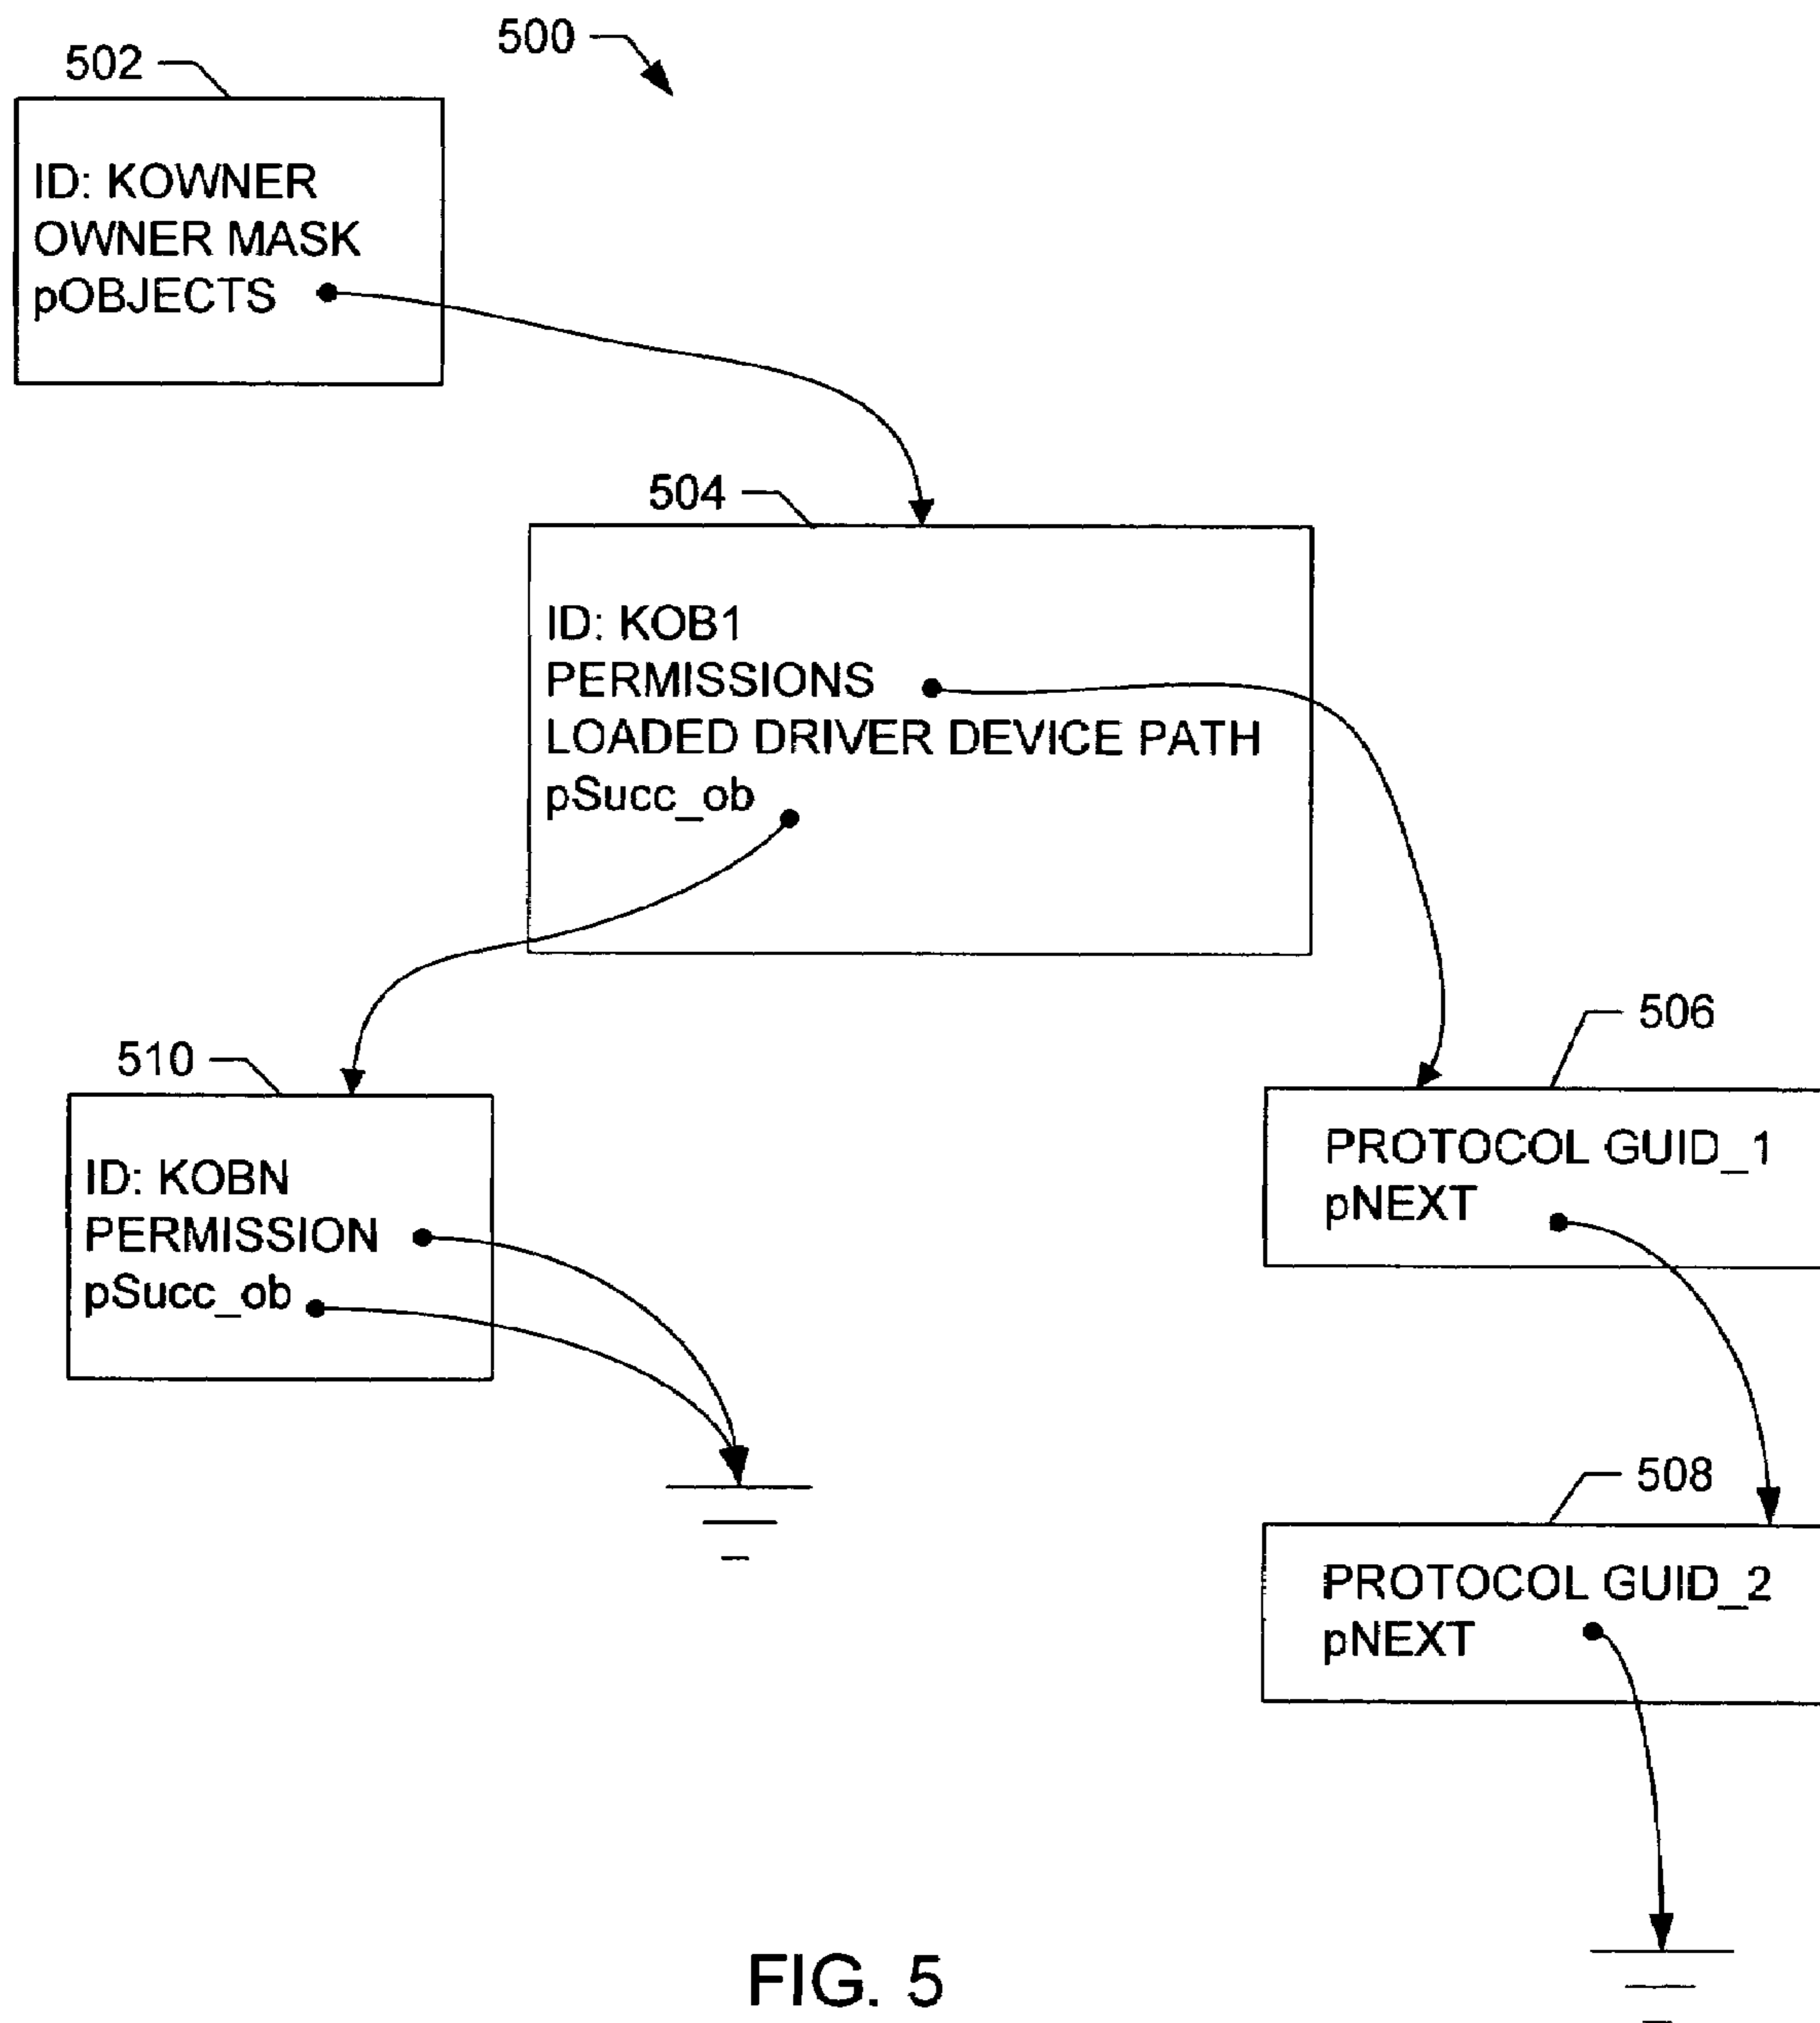 500
502
ID: KOWNER
OWNER MASK
pOBJECTS
504
ID: KOB1
PERMISSIONS
LOADED DRIVER DEVICE PATH
pSucc_ob
506
PROTOCOL GUID_1
pNEXT
510
ID: KOBN
PERMISSION
pSucc_ob
508
PROTOCOL GUID_2
pNEXT
FIG. 5